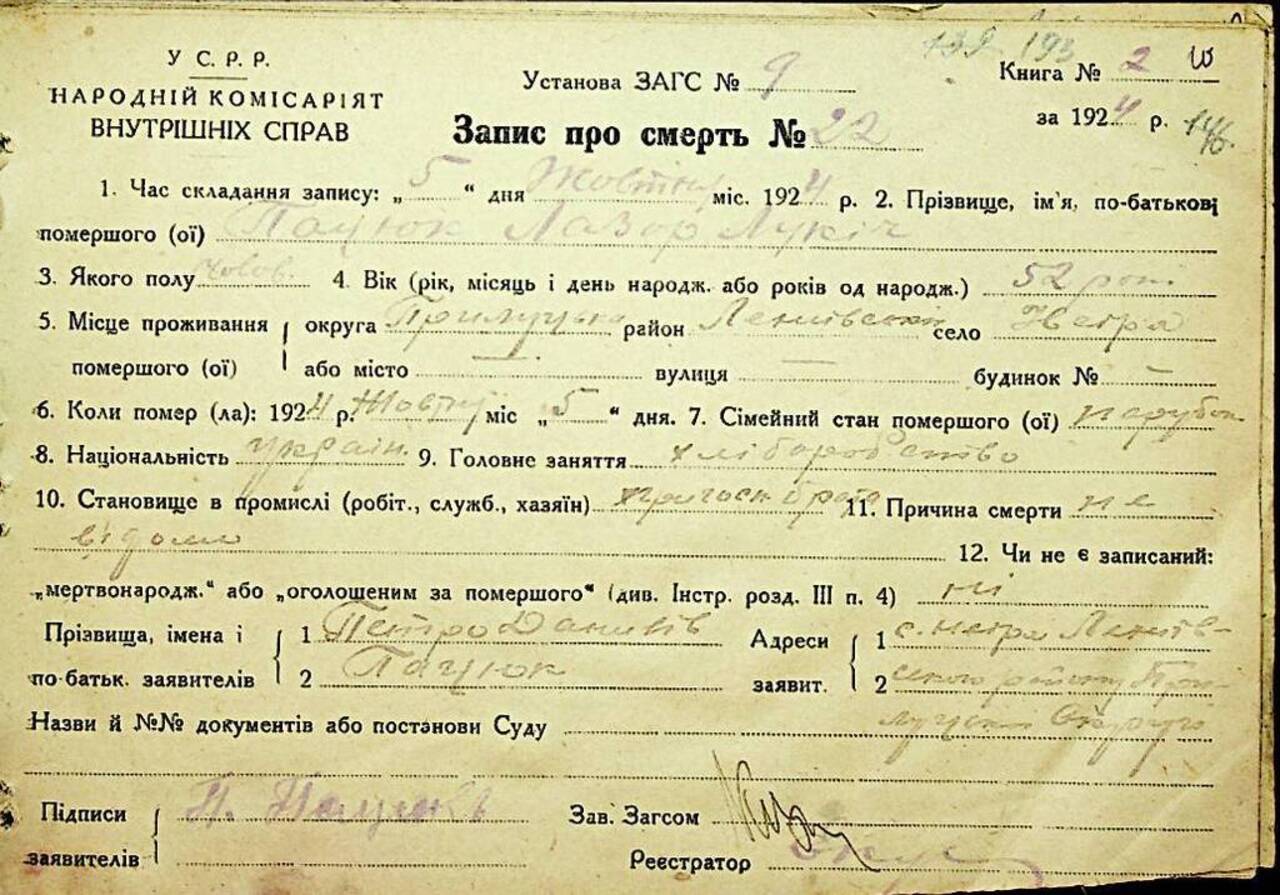 У С. Р. Р.
НАРОДНІЙ КОМІСАРІЯТ
ВНУТРІШНІХ СПРАВ
Установа ЗАГС № 9
139 193
Книга № 2
за 1924 р. 146.
Запис про смерть № 22
1. Час складання запису: „ 5 “ дня Жовтня міс. 1924 р. 2. Прізвище, ім'я, по-батькові
помершого (ої) Пацюк Лазор Лукіч
3. Якого полу чолов. 4. Вік (рік, місяць і день народж. або років од народж.) 52 роки
5. Місце проживання округа Прилуцька район село
помершого (ої) або місто — вулиця — будинок № —
6. Коли помер (ла): 1924 р. Жовтня міс „ 5 “ дня. 7. Сімейний стан помершого (ої) парубок
8. Національність україн. 9. Головне заняття хліборобство
10. Становище в промислі (робіт., служб., хазяїн) брата 11. Причина смерти не
відомо
12. Чи не є записаний:
„мертвонародж.“ або „оголошеним за помершого“ (див. Інстр. розд. III п. 4) ні
Прізвища, імена і 1 Петро Данилів Адреси 1 с.
по-батьк. заявителів 2 Пацюк заявит. 2 ського району При-
Назви й №№ документів або постанови Суду луцької Округи
Підписи П. Пацюк Зав. Загсом
заявителів Реєстратор